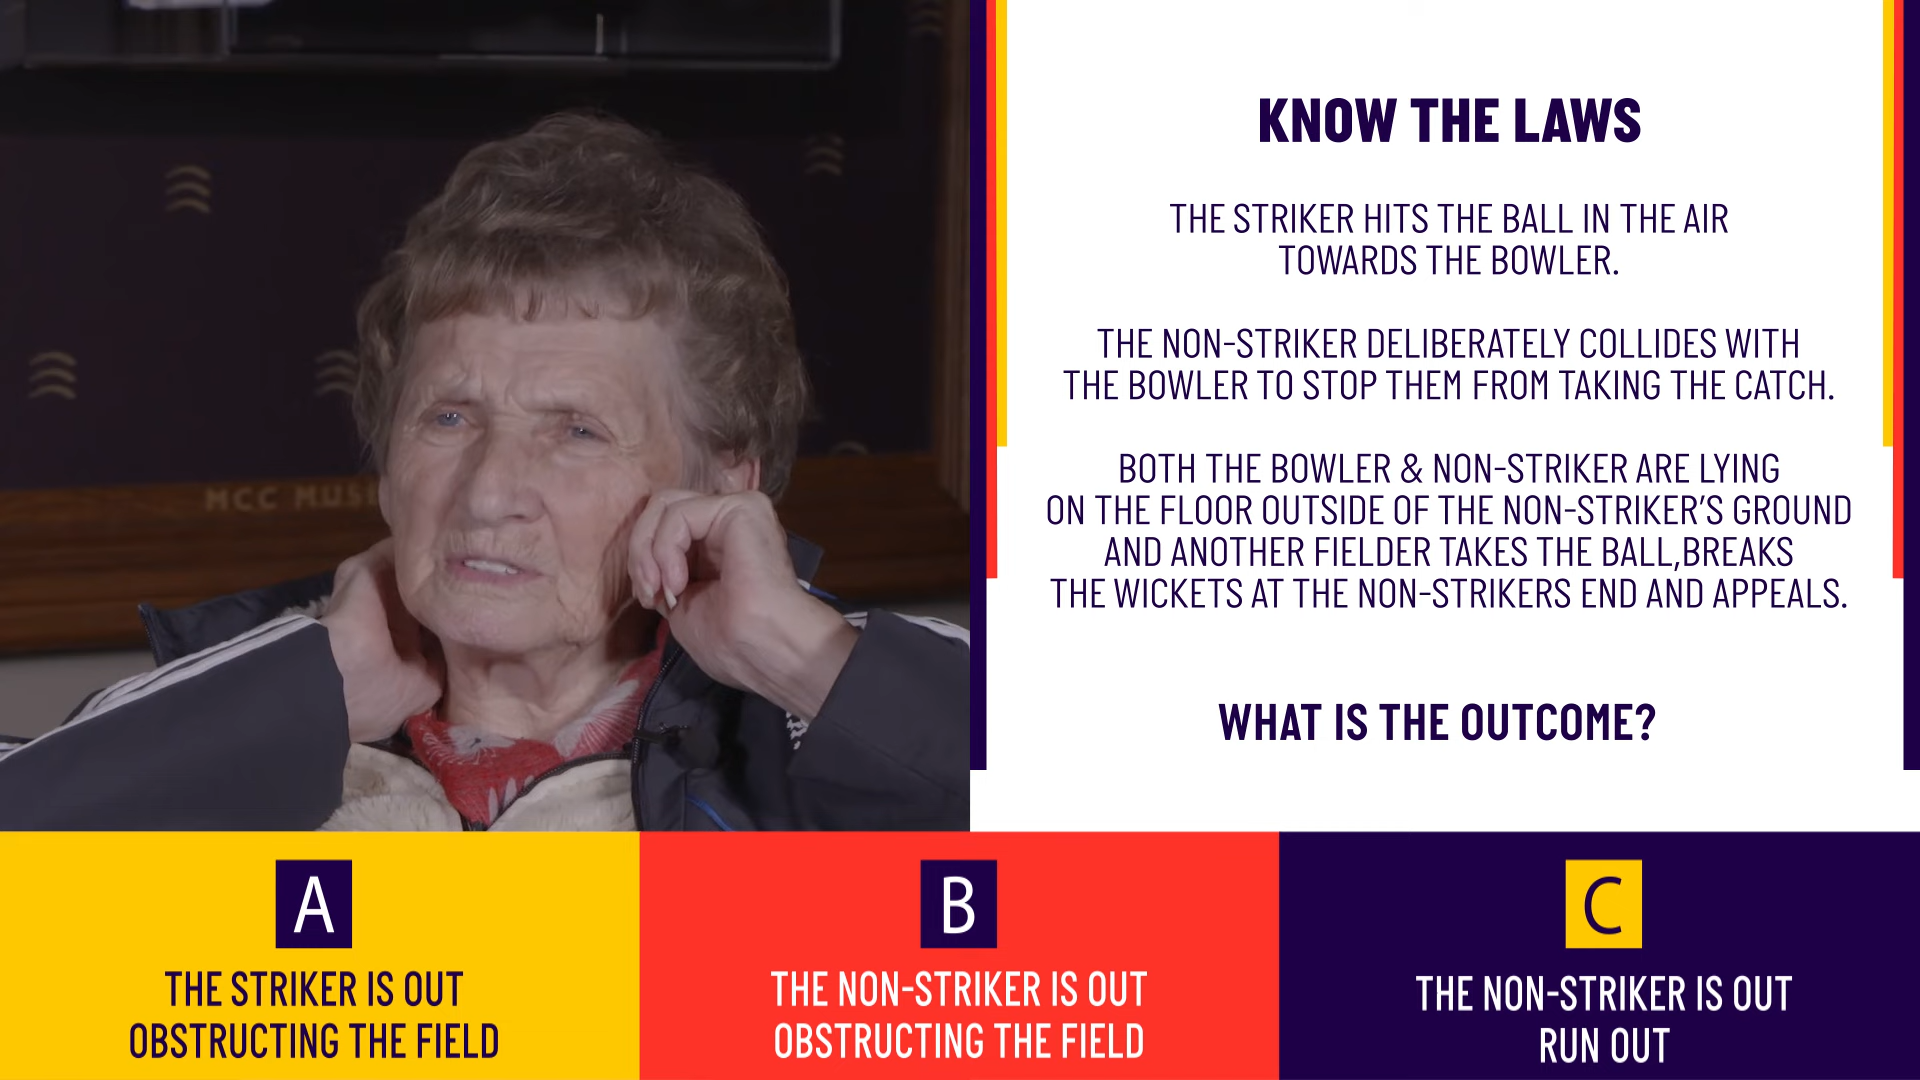 MCC MUS
KNOW THE LAWS
THE STRIKER HITS THE BALL IN THE AIR
TOWARDS THE BOWLER.
THE NON-STRIKER DELIBERATELY COLLIDES WITH
THE BOWLER TO STOP THEM FROM TAKING THE CATCH.
BOTH THE BOWLER & NON-STRIKER ARE LYING
ON THE FLOOR OUTSIDE OF THE NON-STRIKER'S GROUND
AND ANOTHER FIELDER TAKES THE BALL,BREAKS
THE WICKETS AT THE NON-STRIKERS END AND APPEALS.
WHAT IS THE OUTCOME?
A
THE STRIKER IS OUT
OBSTRUCTING THE FIELD
B
THE NON-STRIKER IS OUT
OBSTRUCTING THE FIELD
C
THE NON-STRIKER IS OUT
RUN OUT